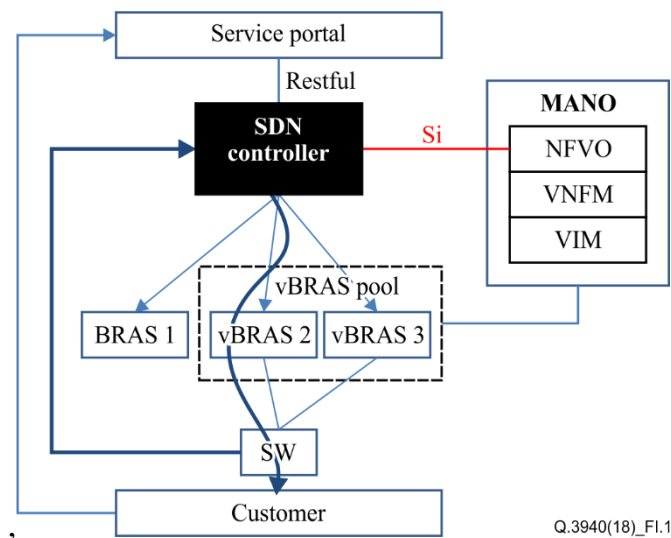 Service portal
Restful
SDN
controller
Si
MANO
NFVO
VNFM
VIM
vBRAS pool
BRAS 1
vBRAS 2
vBRAS 3
SW
Customer
,
Q.3940(18)_FI.1